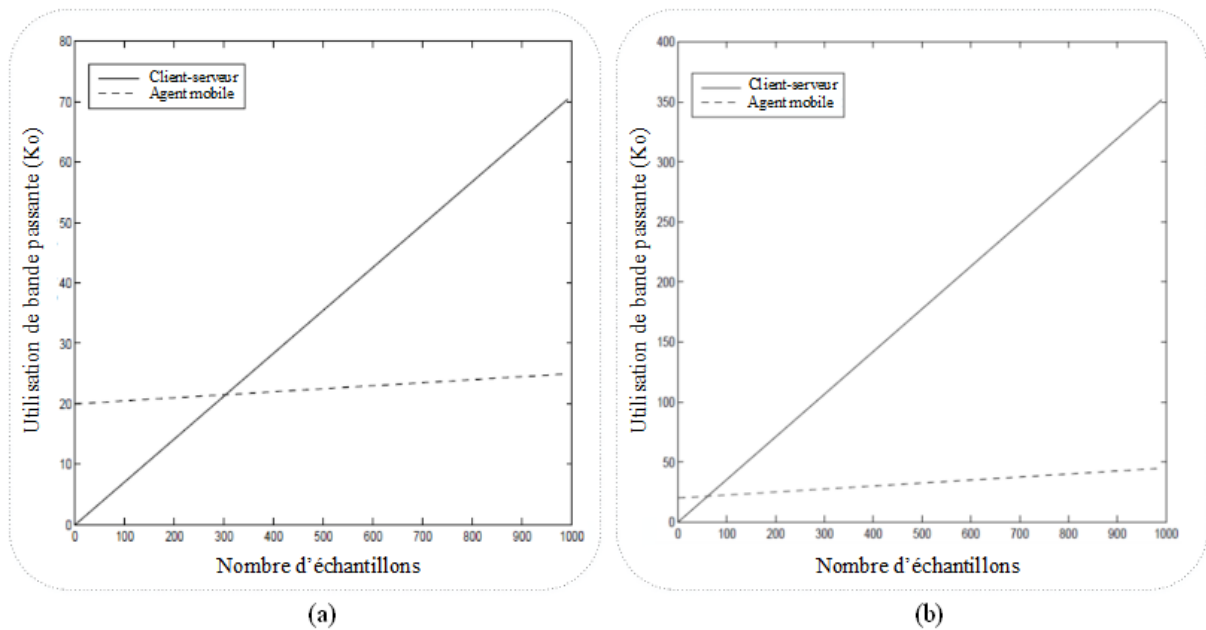 80
70
60
50
40
30
20
10
0
Utilisation de bande passante (Ko)
Client-serveur
Agent mobile
0 100 200 300 400 500 600 700 800 900 1000
Nombre d'échantillons
(a)
400
350
300
250
200
150
100
50
0
Utilisation de bande passante (Ko)
Client-serveur
Agent mobile
0 100 200 300 400 500 600 700 800 900 1000
Nombre d'échantillons
(b)